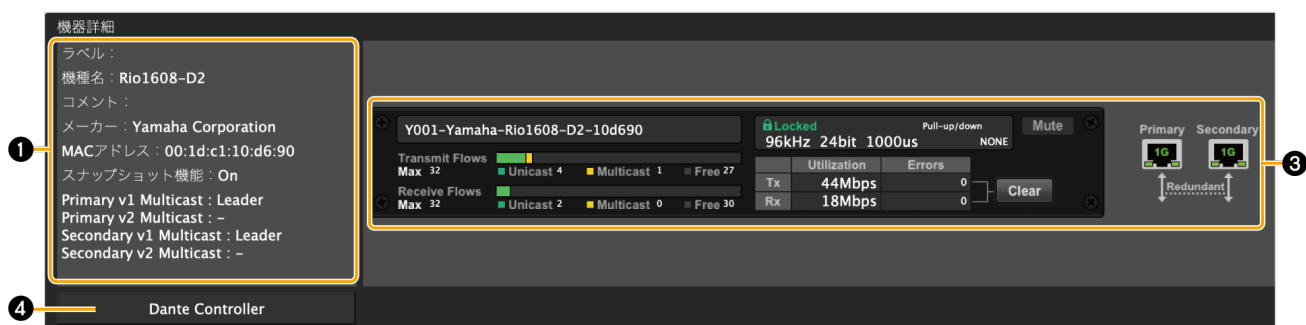 機器詳細
ラベル：
機種名：Rio1608-D2
コメント：
メーカー：Yamaha Corporation
MACアドレス：00:1d:c1:10:d6:90
スナップショット機能：On
Primary v1 Multicast : Leader
Primary v2 Multicast : -
Secondary v1 Multicast : Leader
Secondary v2 Multicast : -
❶
Y001-Yamaha-Rio1608-D2-10d690
Transmit Flows
Max 32 Unicast 4 Multicast 1 Free 27
Receive Flows
Max 32 Unicast 2 Multicast 0 Free 30
Locked Pull-up/down
96kHz 24bit 1000us NONE
Mute
Utilization Errors
Tx 44Mbps 0
Rx 18Mbps 0
Clear
Primary Secondary
1G 1G
Redundant
❸
❹
Dante Controller